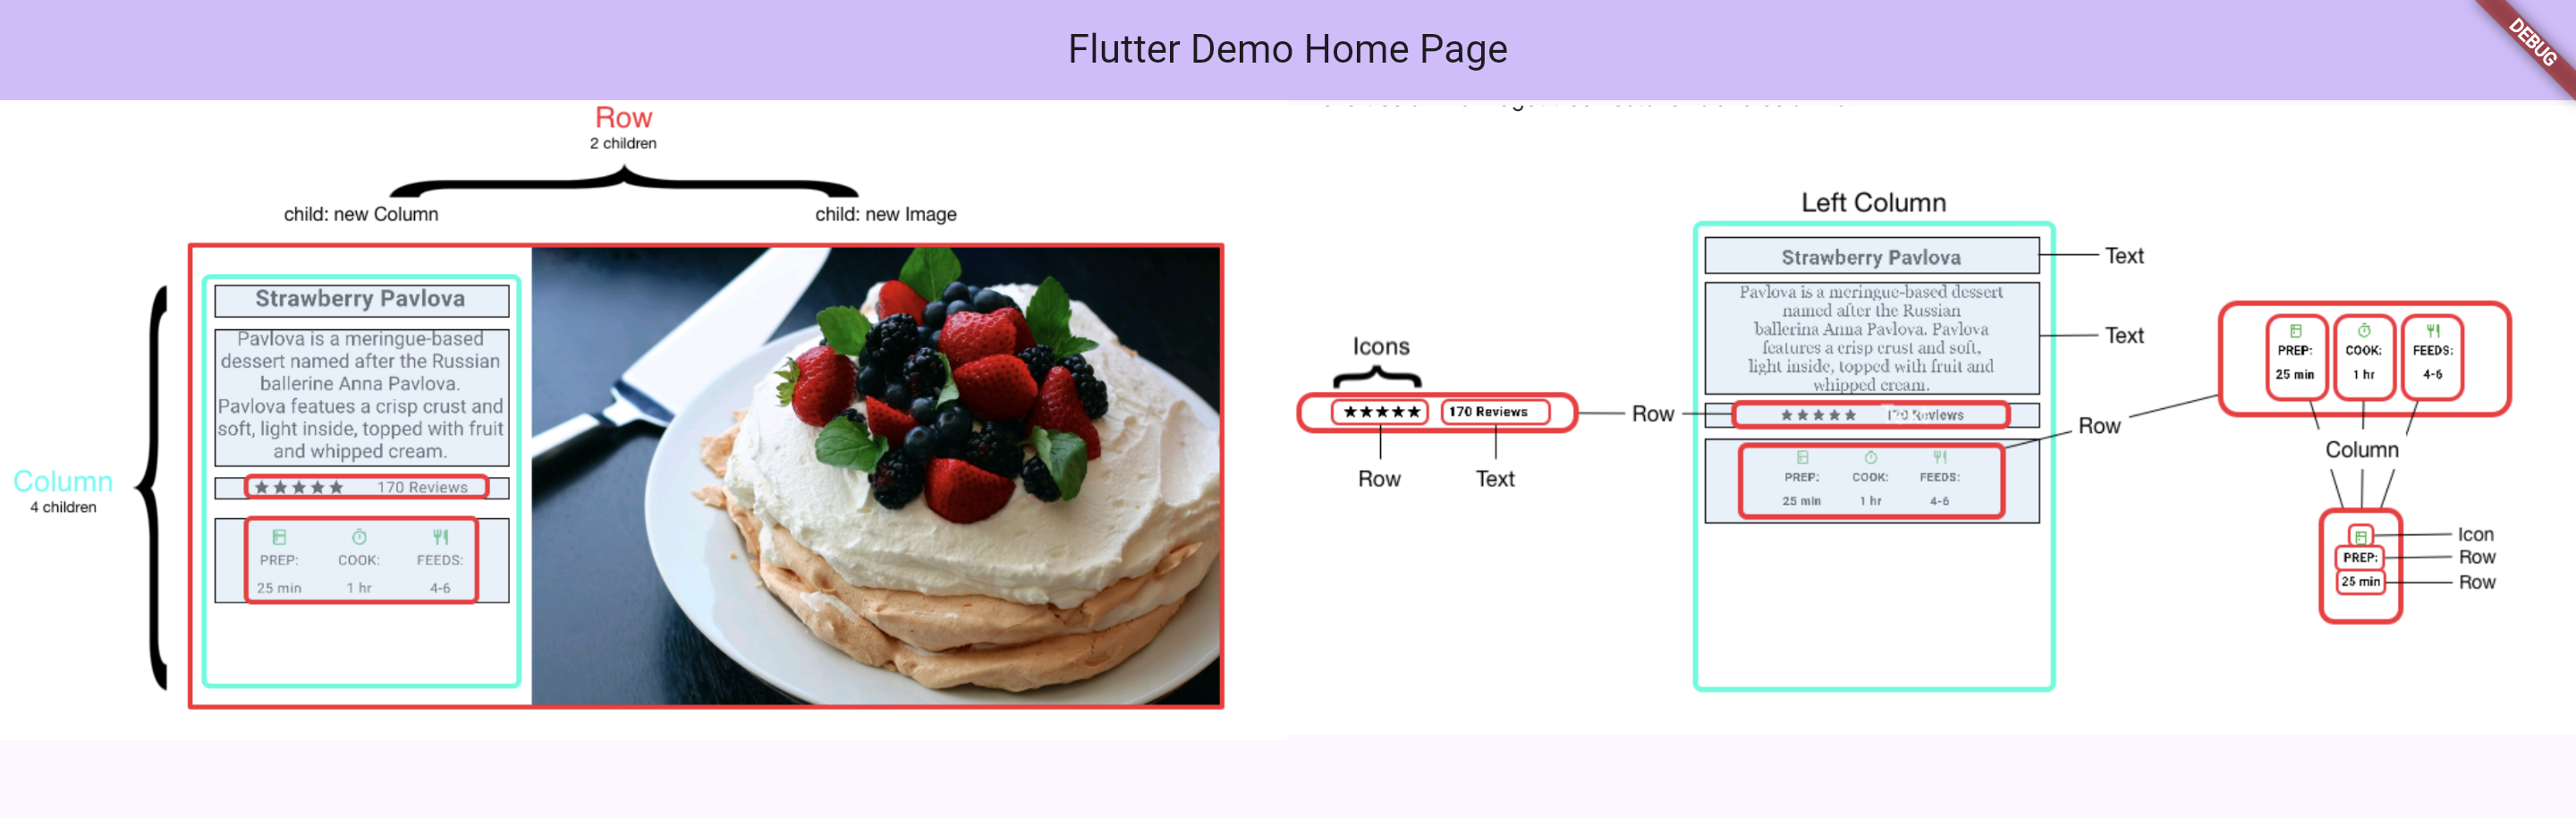 Flutter Demo Home Page
DEBUG
Row
2 children
child: new Column
child: new Image
Column
4 children
Strawberry Pavlova
Pavlova is a meringue-based
dessert named after the Russian
ballerine Anna Pavlova.
Pavlova featues a crisp crust and
soft, light inside, topped with fruit
and whipped cream.
170 Reviews
PREP:
COOK:
FEEDS:
25 min
1 hr
4-6
Left Column
Strawberry Pavlova
Text
Pavlova is a meringue-based dessert
named after the Russian
ballerina Anna Pavlova. Pavlova
features a crisp crust and soft,
light inside, topped with fruit and
whipped cream.
Text
Icons
170 Reviews
Row
Text
Row
170 Reviews
PREP:
COOK:
FEEDS:
25 min
1 hr
4-6
Row
PREP:
COOK:
FEEDS:
25 min
1 hr
4-6
Column
Icon
PREP:
Row
25 min
Row